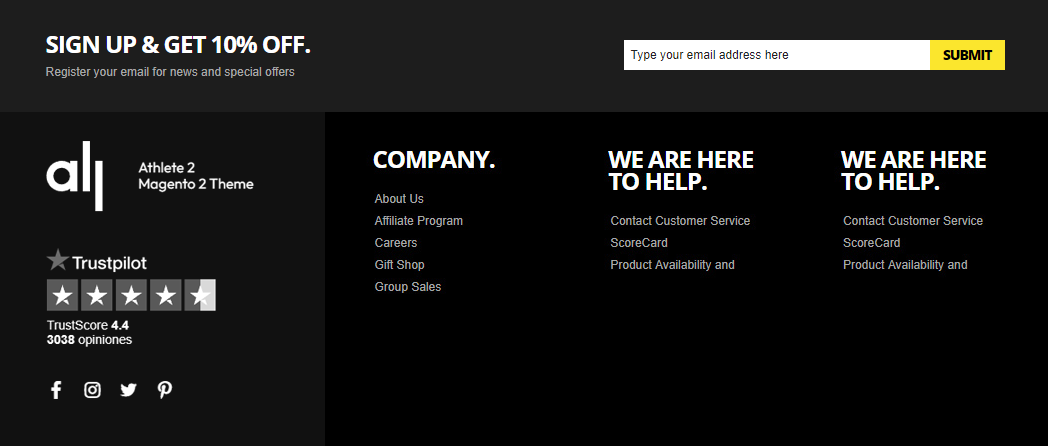 SIGN UP & GET 10% OFF.
Register your email for news and special offers
Type your email address here
SUBMIT
Athlete 2
Magento 2 Theme
Trustpilot
TrustScore 4.4
3038 opiniones
COMPANY.
About Us
Affiliate Program
Careers
Gift Shop
Group Sales
WE ARE HERE
TO HELP.
Contact Customer Service
ScoreCard
Product Availability and
WE ARE HERE
TO HELP.
Contact Customer Service
ScoreCard
Product Availability and